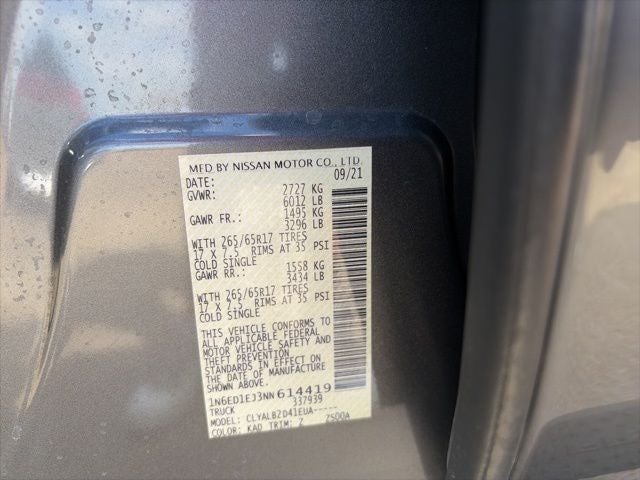 MFD BY NISSAN MOTOR CO., LTD.
DATE: 09/21
GVWR: 2727 KG
6012 LB
GAWR FR.: 1495 KG
3296 LB
WITH 265/65R17 TIRES
17 X 7.5 RIMS AT 35 PSI
COLD SINGLE
GAWR RR.: 1558 KG
3434 LB
WITH 265/65R17 TIRES
17 X 7.5 RIMS AT 35 PSI
COLD SINGLE
THIS VEHICLE CONFORMS TO
ALL APPLICABLE FEDERAL
MOTOR VEHICLE SAFETY AND
THEFT PREVENTION
STANDARDS IN EFFECT ON
THE DATE OF MANUFACTURE
SHOWN ABOVE.
1N6ED1EJ3NN614419
TRUCK 337939
MODEL: CLYALBZD41EUA-----
COLOR: KAD TRIM: Z ZS00A